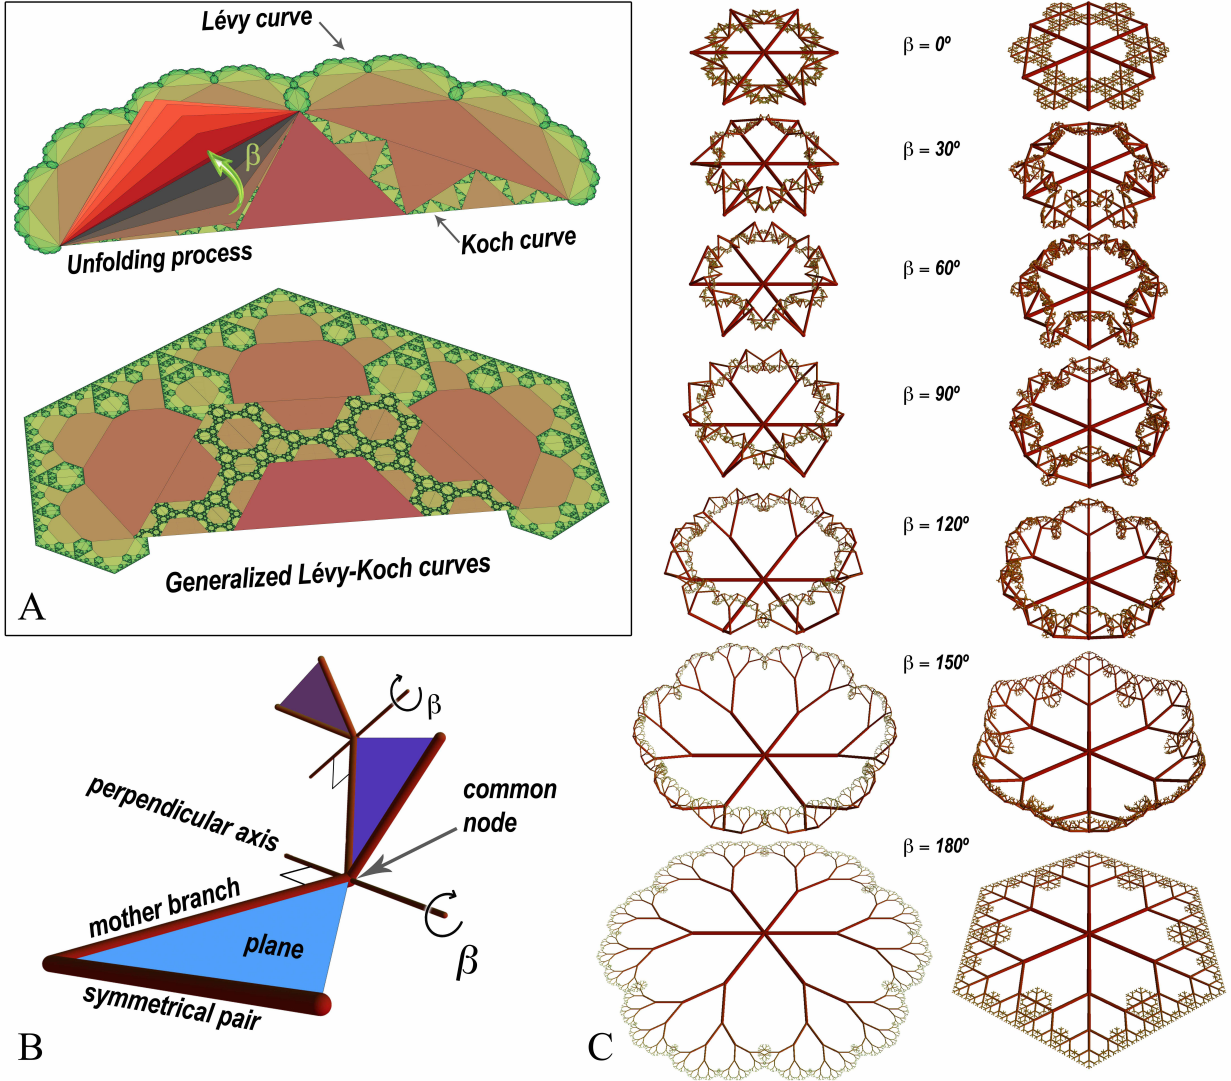 Lévy curve
β
Koch curve
Unfolding process
Generalized Lévy-Koch curves
A
β
perpendicular axis
common
node
mother branch
plane
β
symmetrical pair
B
β = 0º
β = 30º
β = 60º
β = 90º
β = 120º
β = 150º
β = 180º
C